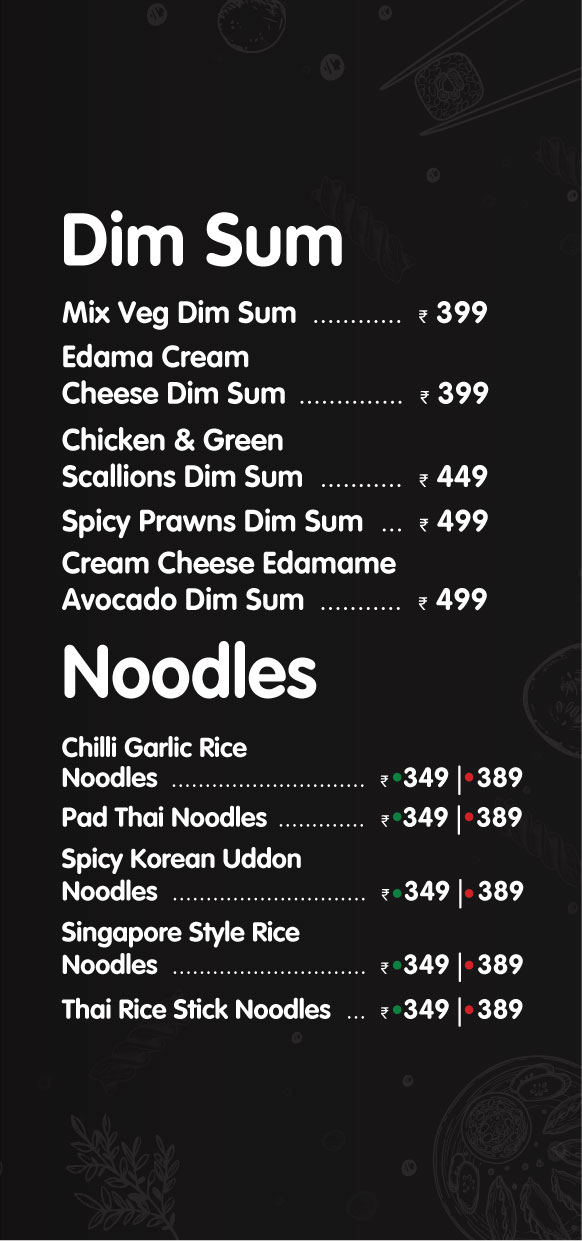 Dim Sum
Mix Veg Dim Sum ............ ₹ 399
Edama Cream
Cheese Dim Sum .............. ₹ 399
Chicken & Green
Scallions Dim Sum ........... ₹ 449
Spicy Prawns Dim Sum ... ₹ 499
Cream Cheese Edamame
Avocado Dim Sum ........... ₹ 499
Noodles
Chilli Garlic Rice
Noodles ............................. ₹ •349 | •389
Pad Thai Noodles ............. ₹ •349 | •389
Spicy Korean Uddon
Noodles ............................. ₹ •349 | •389
Singapore Style Rice
Noodles ............................. ₹ •349 | •389
Thai Rice Stick Noodles ... ₹ •349 | •389